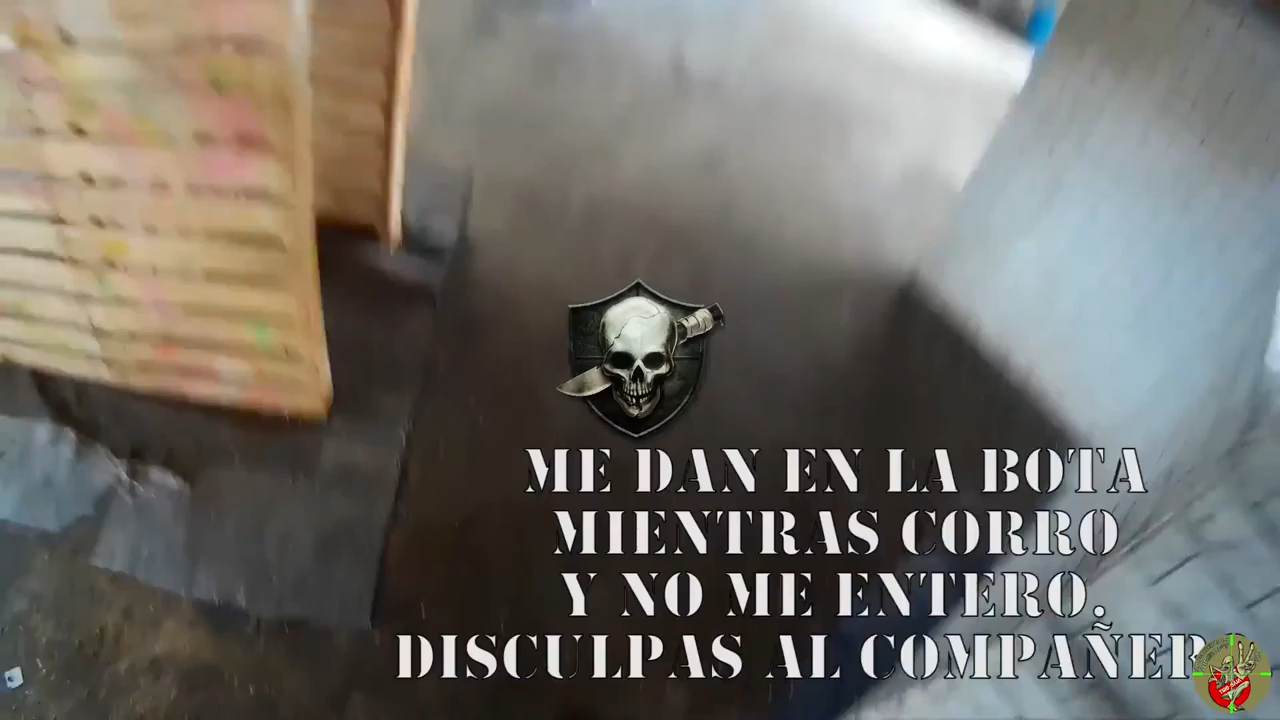 ME DAN EN LA BOTA
MIENTRAS CORRO
Y NO ME ENTERO.
DISCULPAS AL COMPAÑER